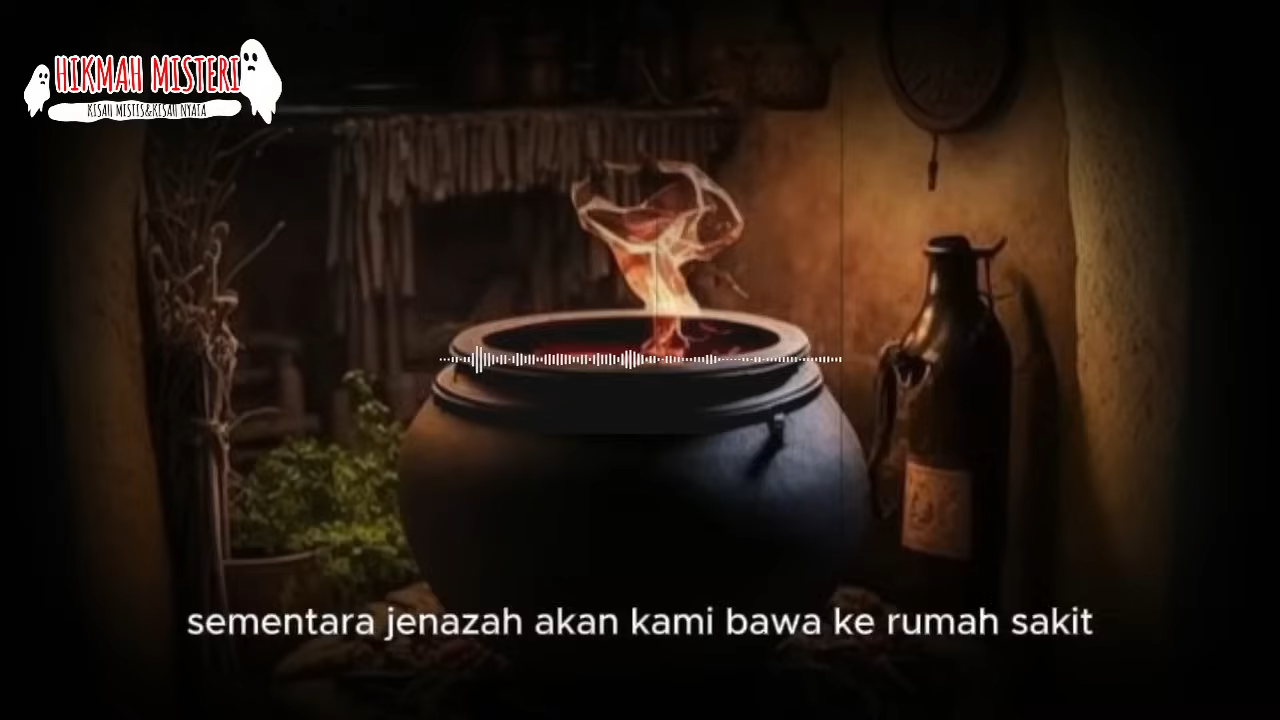 HIKMAH MISTERI
KISAH MISTIS&KISAH NYATA
sementara jenazah akan kami bawa ke rumah sakit